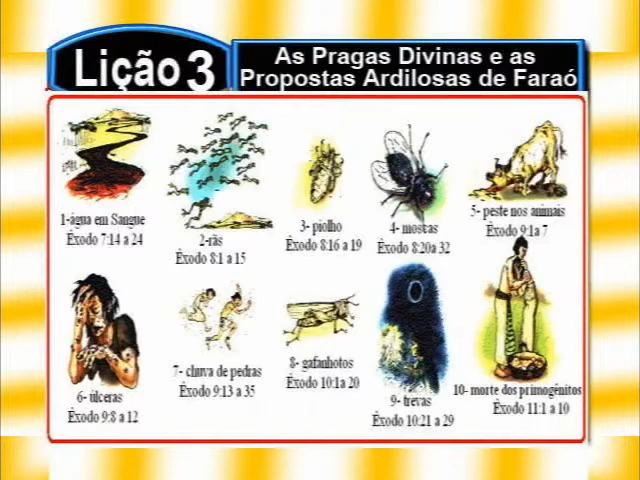 Lição 3
As Pragas Divinas e as
Propostas Ardilosas de Faraó
1-água em Sangue
Êxodo 7:14 a 24
2-rãs
Êxodo 8:1 a 15
3- piolho
Êxodo 8:16 a 19
4- moscas
Êxodo 8:20a 32
5- peste nos animais
Êxodo 9:1a 7
6- úlceras
Êxodo 9:8 a 12
7- chuva de pedras
Êxodo 9:13 a 35
8- gafanhotos
Êxodo 10:1a 20
9- trevas
Êxodo 10:21 a 29
10- morte dos primogênitos
Êxodo 11:1 a 10